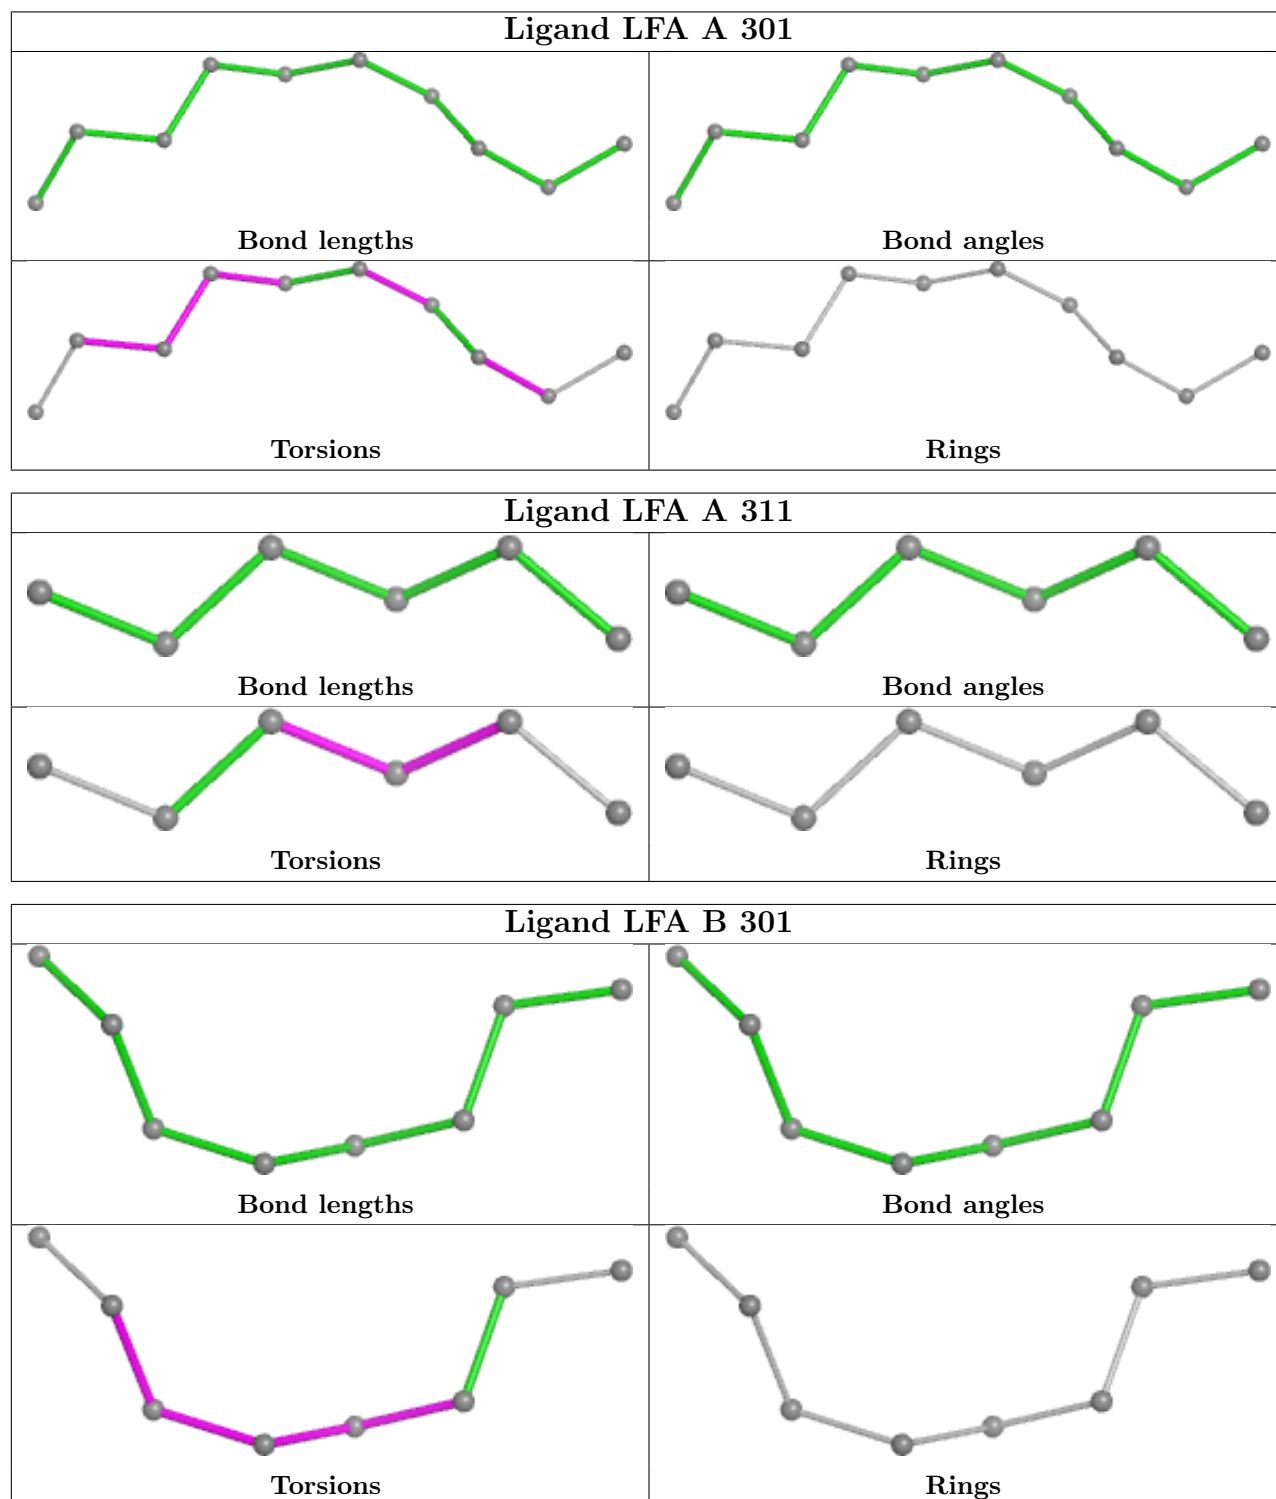 Ligand LFA A 301
Bond lengths
Bond angles
Torsions
Rings
Ligand LFA A 311
Bond lengths
Bond angles
Torsions
Rings
Ligand LFA B 301
Bond lengths
Bond angles
Torsions
Rings